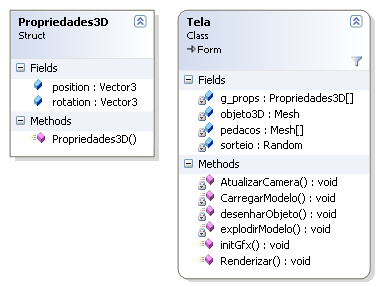 Propriedades3D
Struct
Fields
position : Vector3
rotation : Vector3
Methods
Propriedades3D()
Tela
Class
Form
Fields
g_props : Propriedades3D[]
objeto3D : Mesh
pedacos : Mesh[]
sorteio : Random
Methods
AtualizarCamera() : void
CarregarModelo() : void
desenharObjeto() : void
explodirModelo() : void
initGfx() : void
Renderizar() : void